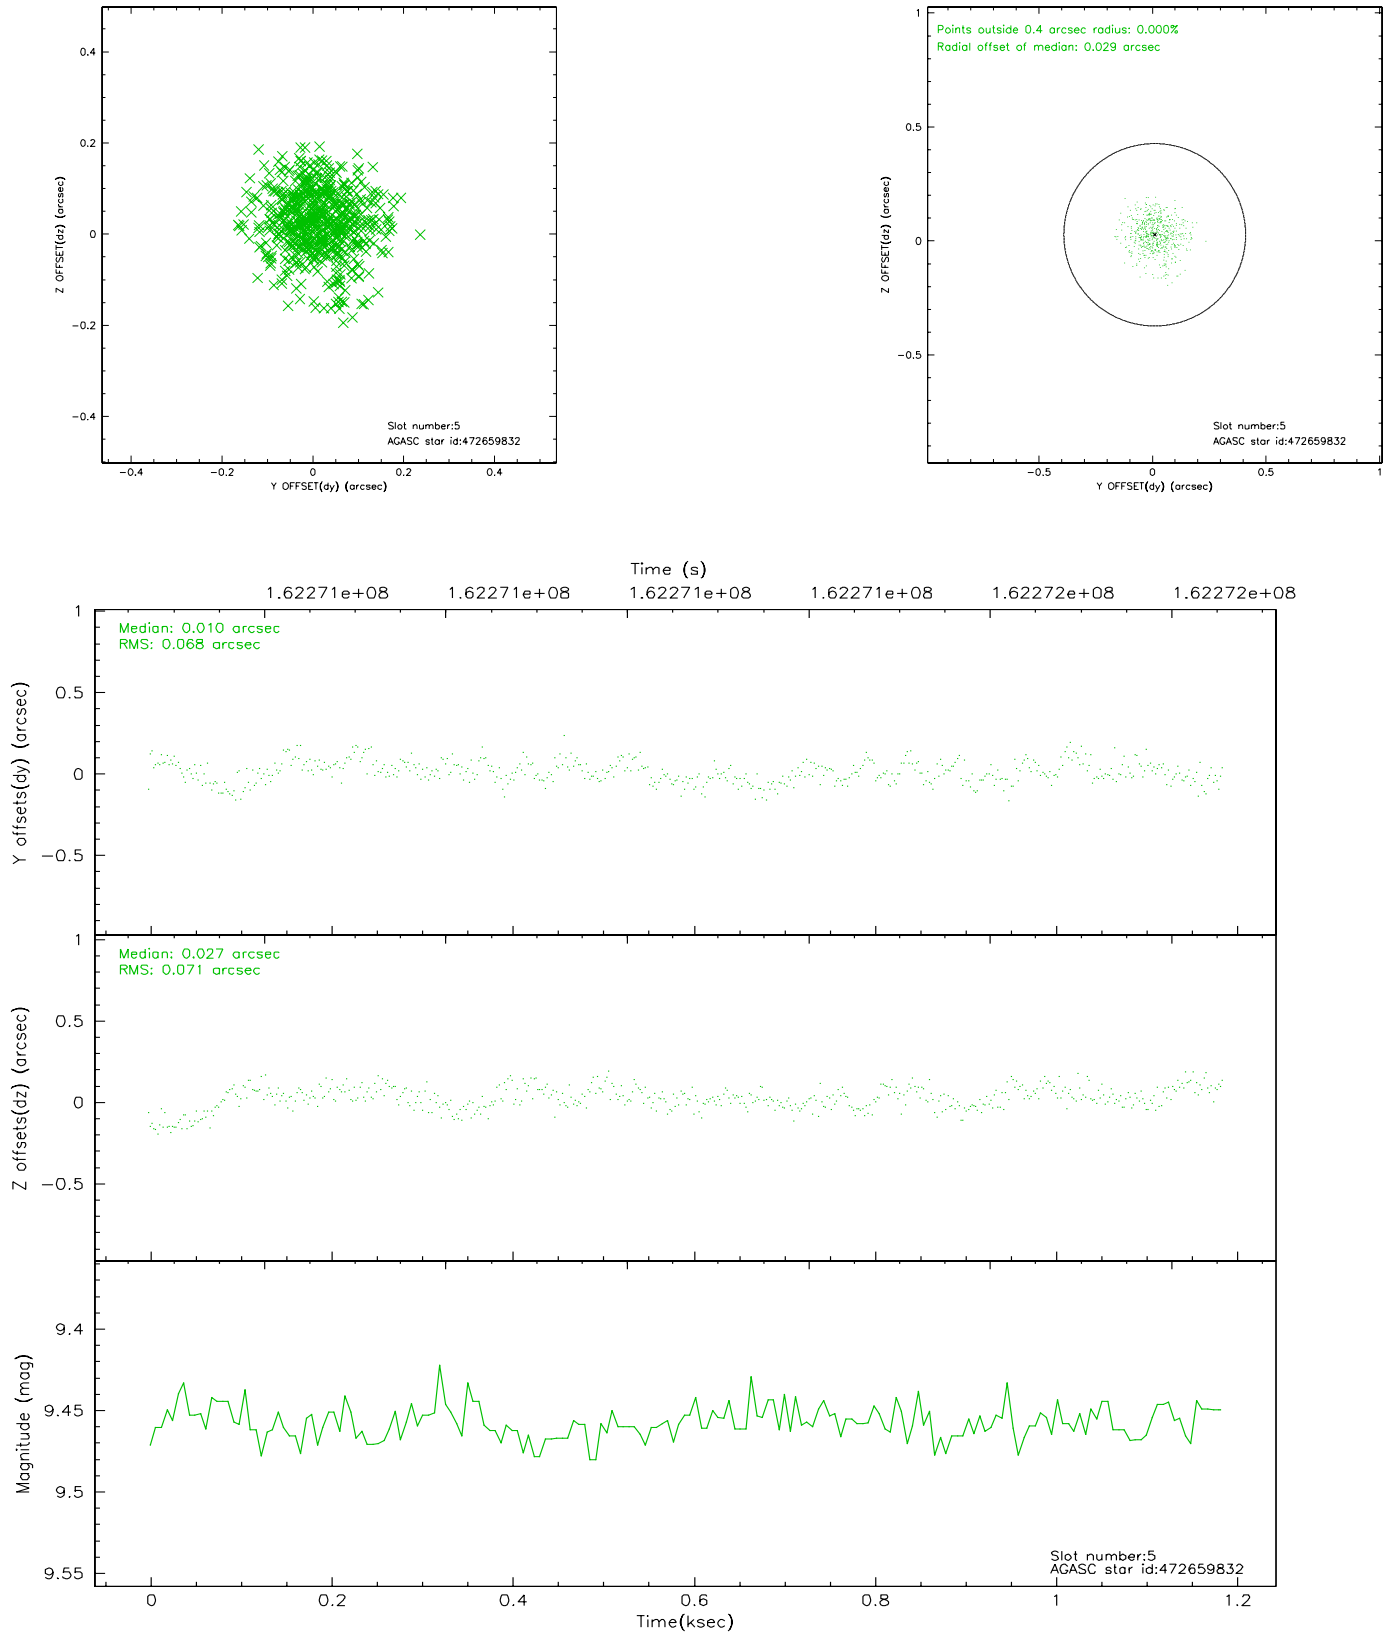 0.4
0.2
0
−0.2
−0.4
Z OFFSET(dz) (arcsec)
Slot number:5
AGASC star id:472659832
−0.4 −0.2 0 0.2 0.4
Y OFFSET(dy) (arcsec)
Points outside 0.4 arcsec radius: 0.000%
Radial offset of median: 0.029 arcsec
1
0.5
0
−0.5
Z OFFSET(dz) (arcsec)
Slot number:5
AGASC star id:472659832
−0.5 0 0.5 1
Y OFFSET(dy) (arcsec)
Time (s)
1.62271e+08 1.62271e+08 1.62271e+08 1.62271e+08 1.62272e+08 1.62272e+08
Median: 0.010 arcsec
RMS: 0.068 arcsec
1
0.5
0
−0.5
Y offsets(dy) (arcsec)
Median: 0.027 arcsec
RMS: 0.071 arcsec
1
0.5
0
−0.5
Z offsets(dz) (arcsec)
9.4
9.45
9.5
9.55
Magnitude (mag)
Slot number:5
AGASC star id:472659832
0 0.2 0.4 0.6 0.8 1 1.2
Time(ksec)